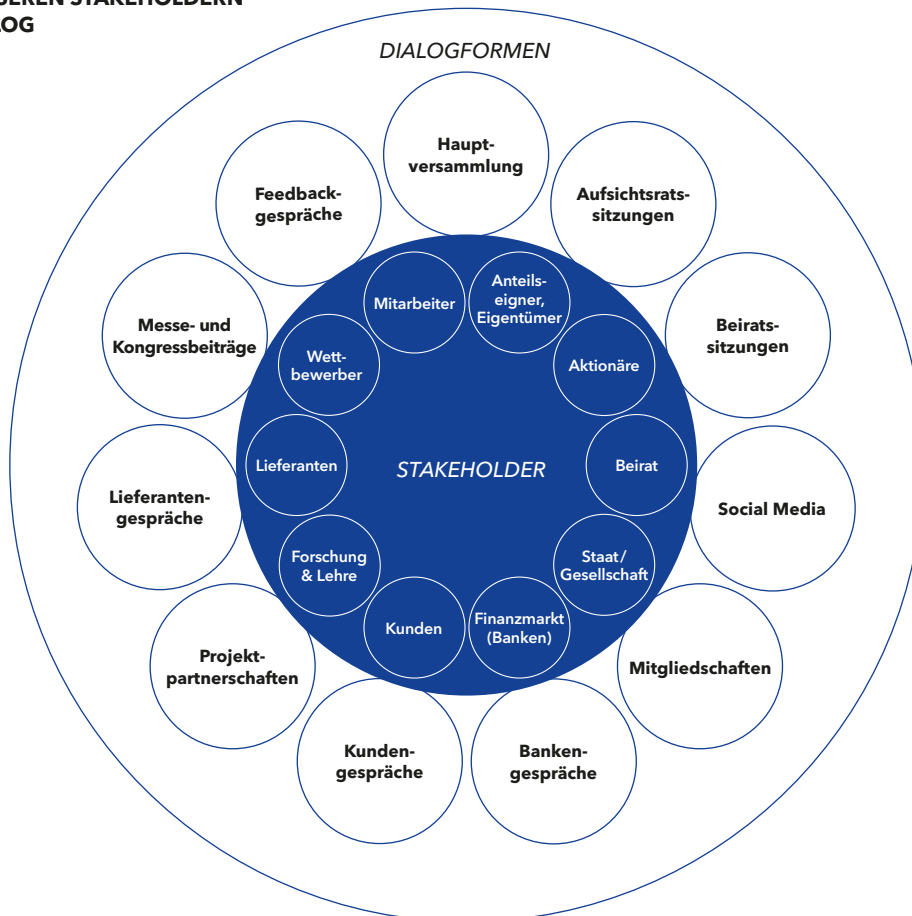 STAKEHOLDERN
DIALOGFORMEN
Haupt-
versammlung
Feedback-
gespräche
Aufsichtsrats-
sitzungen
Messe- und
Kongressbeiträge
Beirats-
sitzungen
Lieferanten-
gespräche
Social Media
Projekt-
partnerschaften
Mitgliedschaften
Kunden-
gespräche
Banken-
gespräche
Mitarbeiter
Anteils-
eigner,
Eigentümer
Wett-
bewerber
Aktionäre
Lieferanten
STAKEHOLDER
Beirat
Forschung
& Lehre
Staat/
Gesellschaft
Kunden
Finanzmarkt
(Banken)